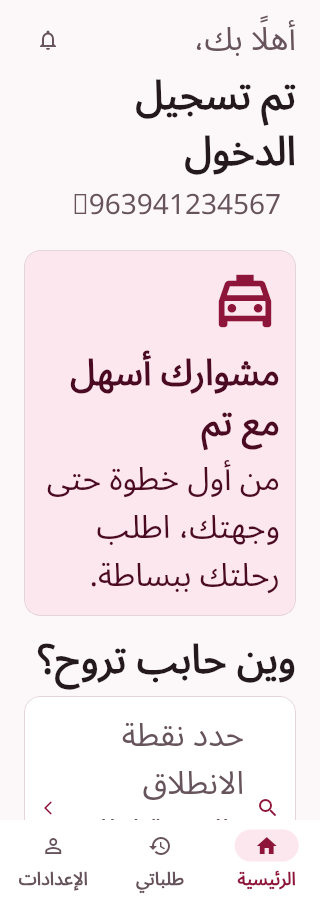 أهلًا بك،
تم تسجيل
الدخول
963941234567
مشوارك أسهل
مع تم
من أول خطوة حتى
وجهتك، اطلب
رحلتك ببساطة.
وين حابب تروح؟
حدد نقطة
الانطلاق
الرئيسية
طلباتي
الإعدادات